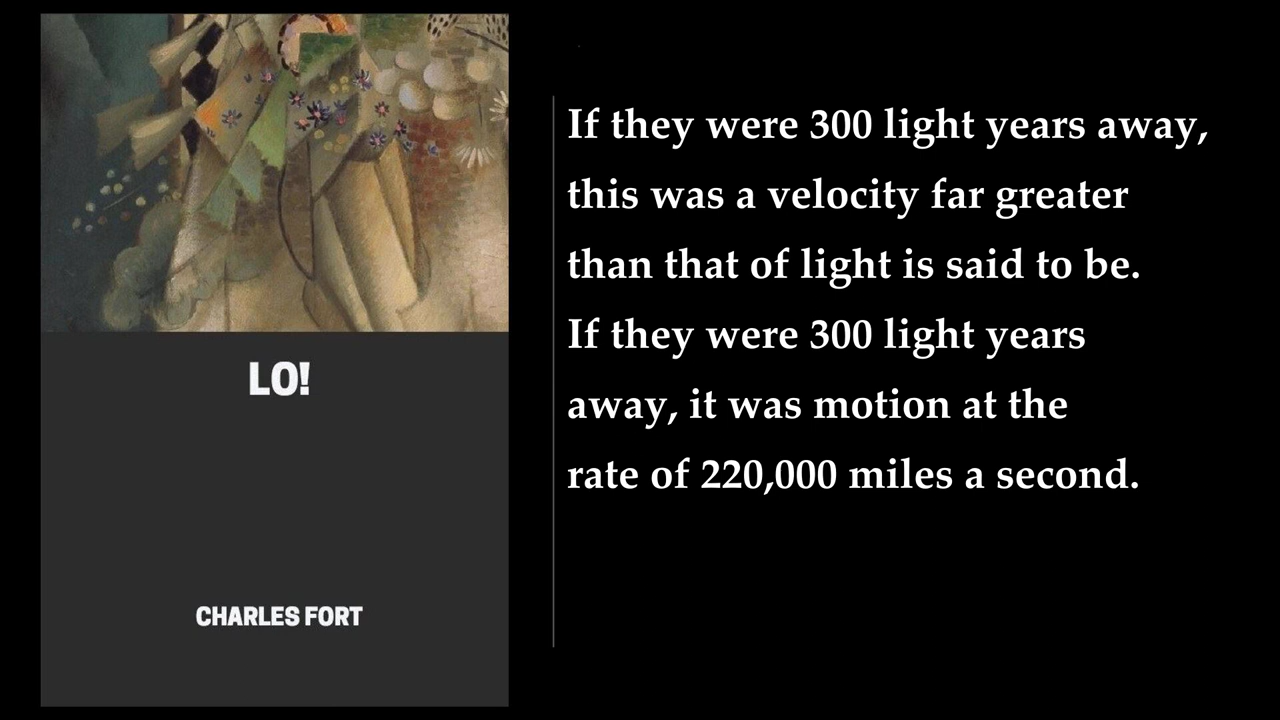 LO!
CHARLES FORT
If they were 300 light years away,
this was a velocity far greater
than that of light is said to be.
If they were 300 light years
away, it was motion at the
rate of 220,000 miles a second.